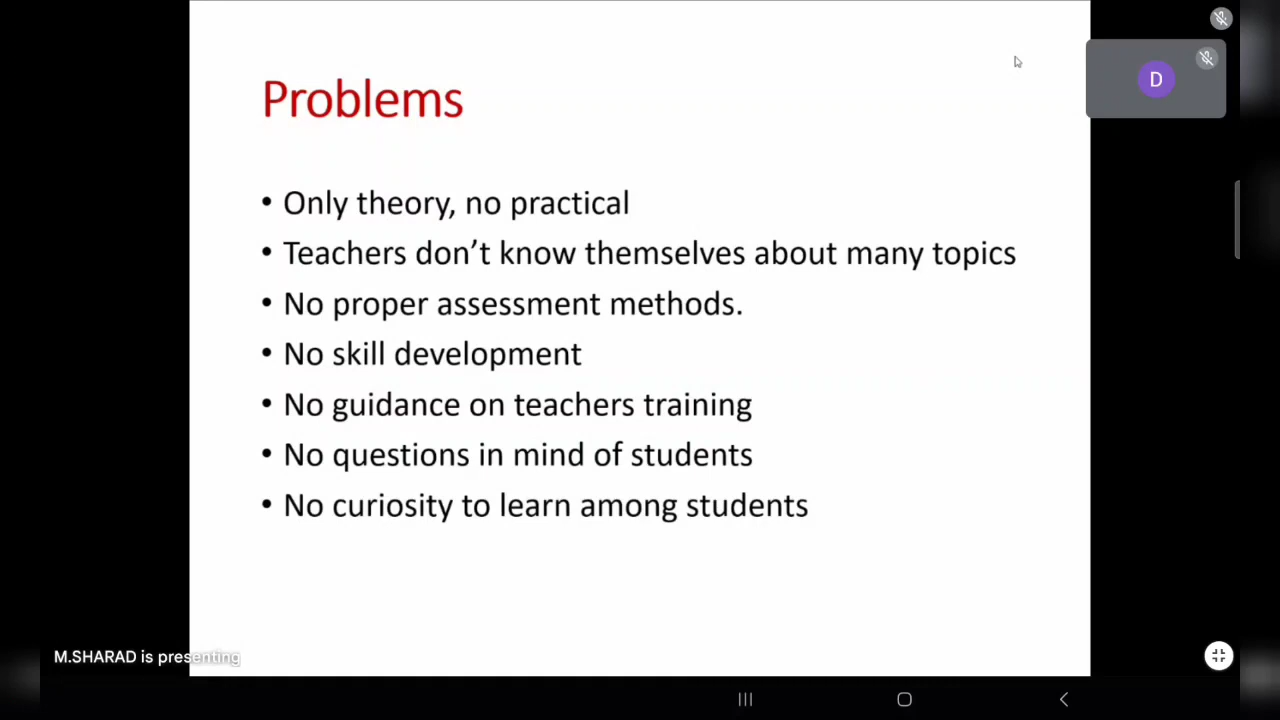 Problems
D
• Only theory, no practical
• Teachers don’t know themselves about many topics
• No proper assessment methods.
• No skill development
• No guidance on teachers training
• No questions in mind of students
• No curiosity to learn among students
M.SHARAD is presenting